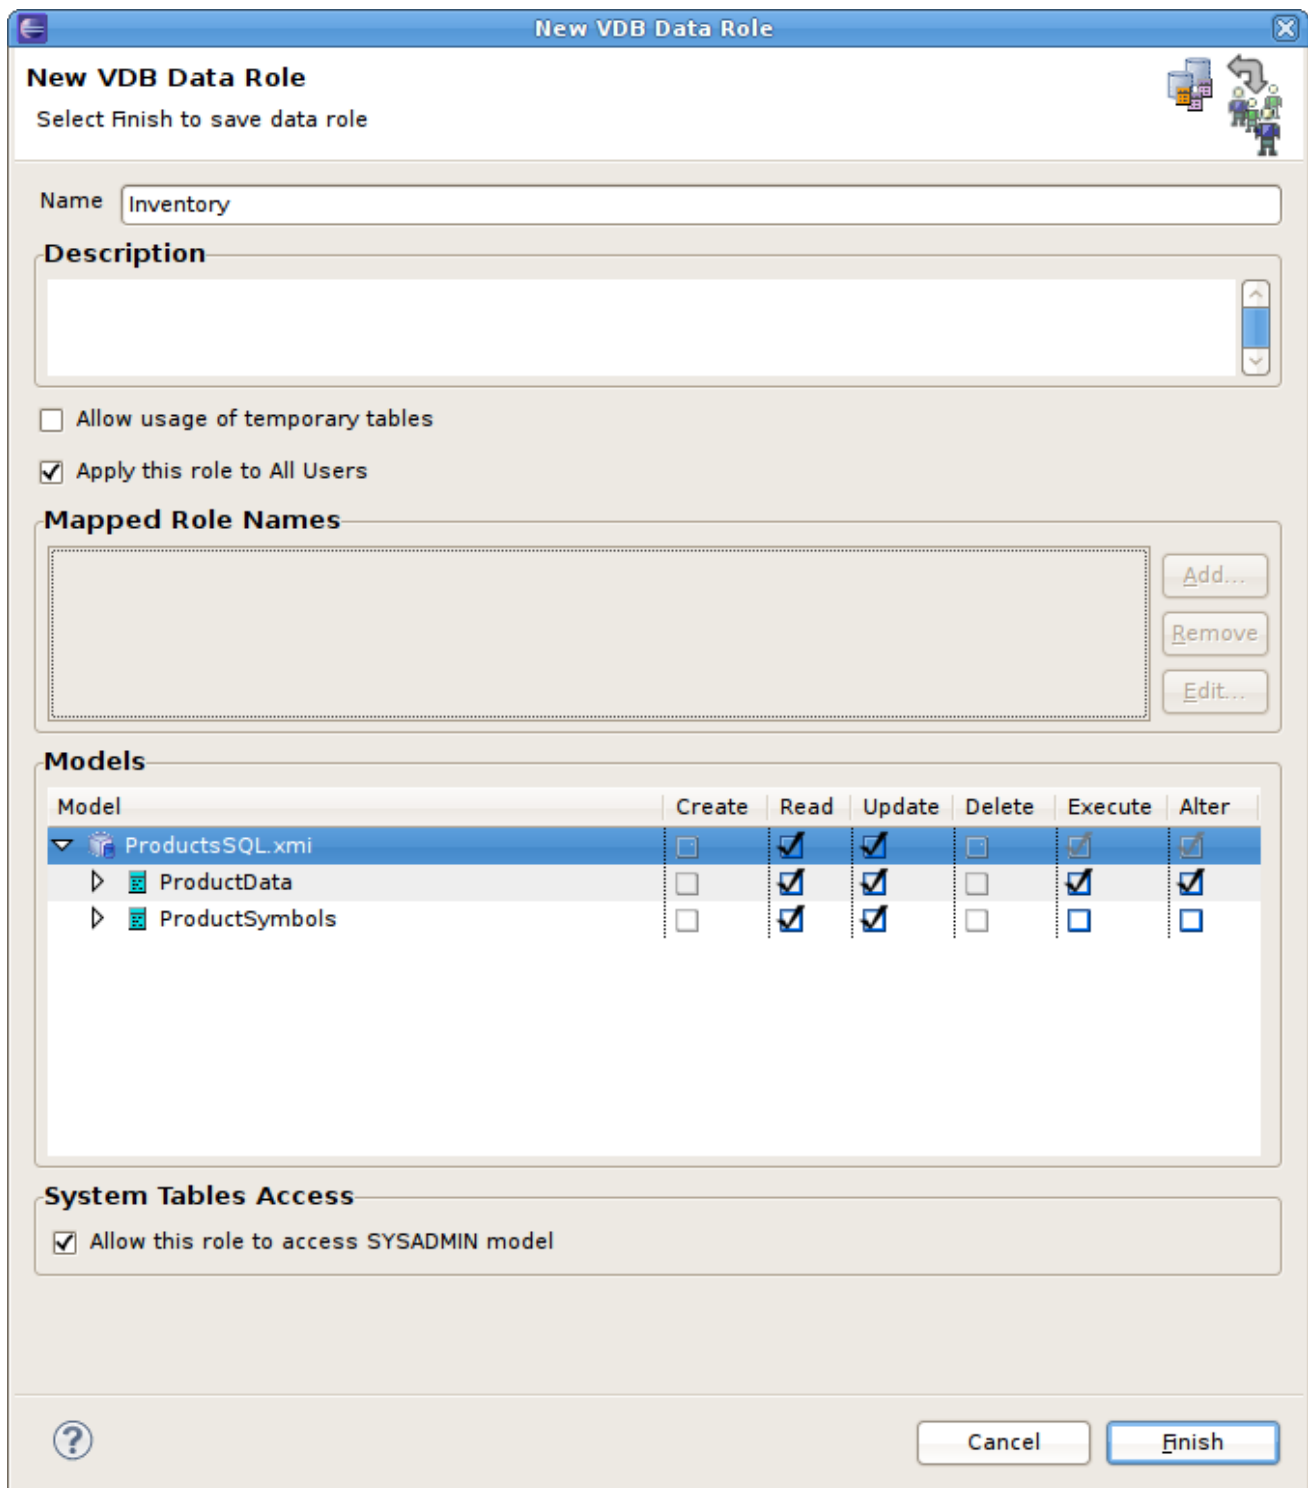 New VDB Data Role
New VDB Data Role
Select Finish to save data role
Name Inventory
Description
Allow usage of temporary tables
Apply this role to All Users
Mapped Role Names
Add...
Remove
Edit...
Models
Model Create Read Update Delete Execute Alter
ProductsSQL.xmi
ProductData
ProductSymbols
System Tables Access
Allow this role to access SYSADMIN model
? Cancel Finish